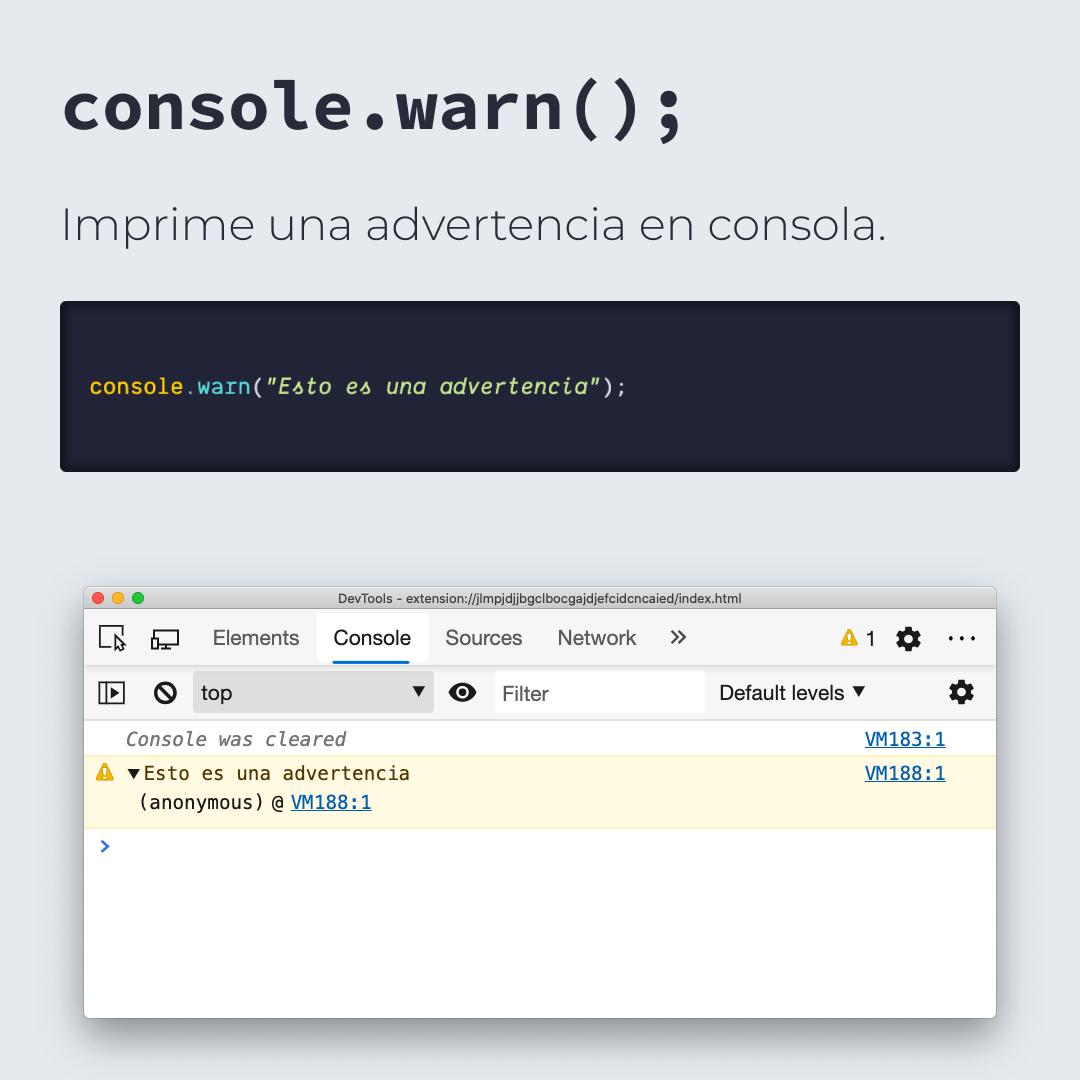 console.warn();
Imprime una advertencia en consola.
console.warn("Esto es una advertencia");
DevTools - extension://jlmpjdjjbgclbocgajdjefcidcncaied/index.html
Elements Console Sources Network » 1
top Filter Default levels
Console was cleared VM183:1
Esto es una advertencia VM188:1
(anonymous) @ VM188:1